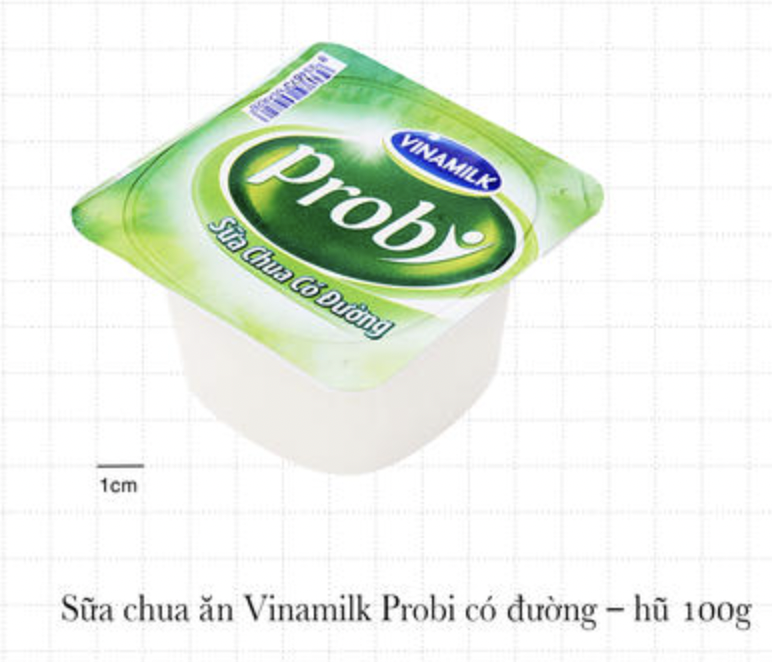 VINAMILK
Probi
Sữa Chua Có Đường
1cm
Sữa chua ăn Vinamilk Probi có đường – hũ 100g